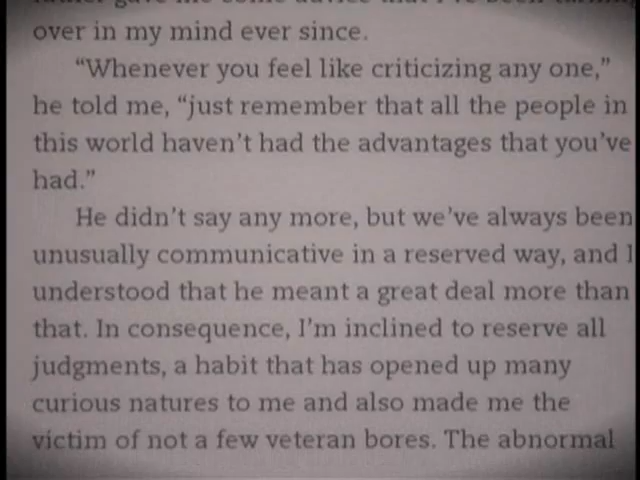 over in my mind ever since.
“Whenever you feel like criticizing any one,”
he told me, “just remember that all the people in
this world haven’t had the advantages that you’ve
had.”
He didn’t say any more, but we’ve always been
unusually communicative in a reserved way, and I
understood that he meant a great deal more than
that. In consequence, I’m inclined to reserve all
judgments, a habit that has opened up many
curious natures to me and also made me the
victim of not a few veteran bores. The abnormal